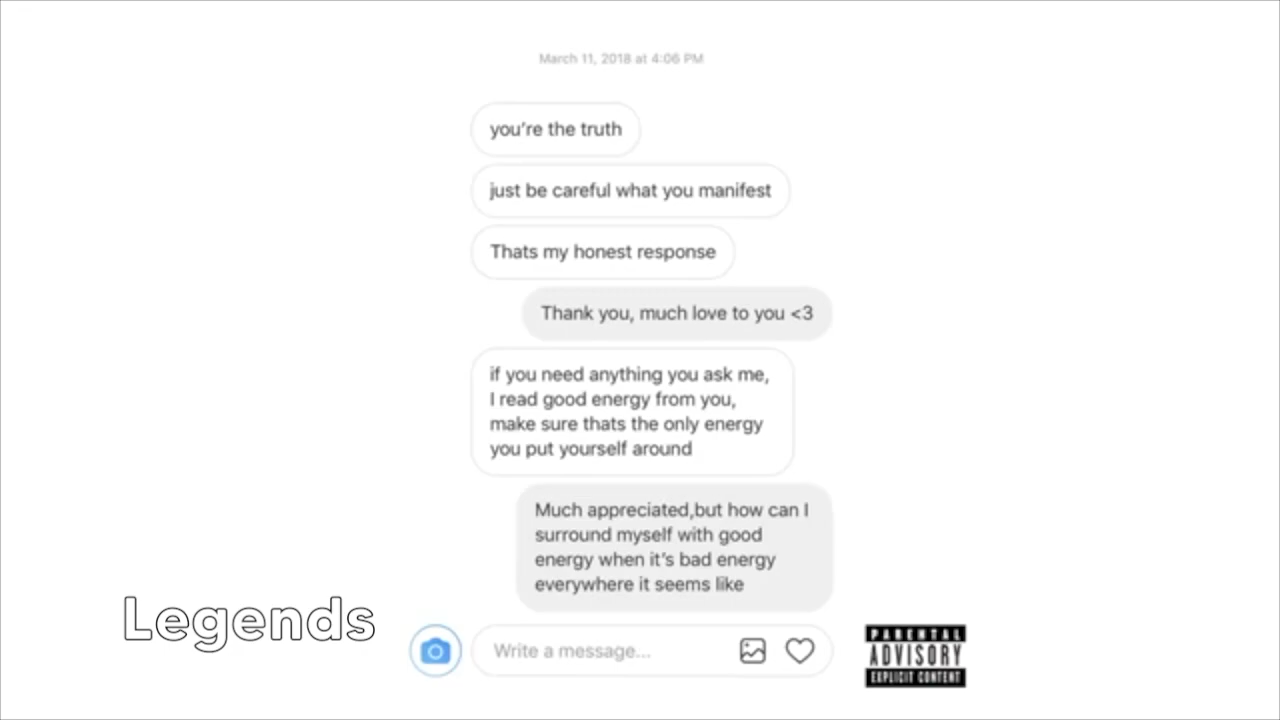 March 11, 2018 at 4:06 PM
you're the truth
just be careful what you manifest
Thats my honest response
Thank you, much love to you <3
if you need anything you ask me,
I read good energy from you,
make sure thats the only energy
you put yourself around
Much appreciated,but how can I
surround myself with good
energy when it's bad energy
everywhere it seems like
Legends
Write a message...
PARENTAL
ADVISORY
EXPLICIT CONTENT